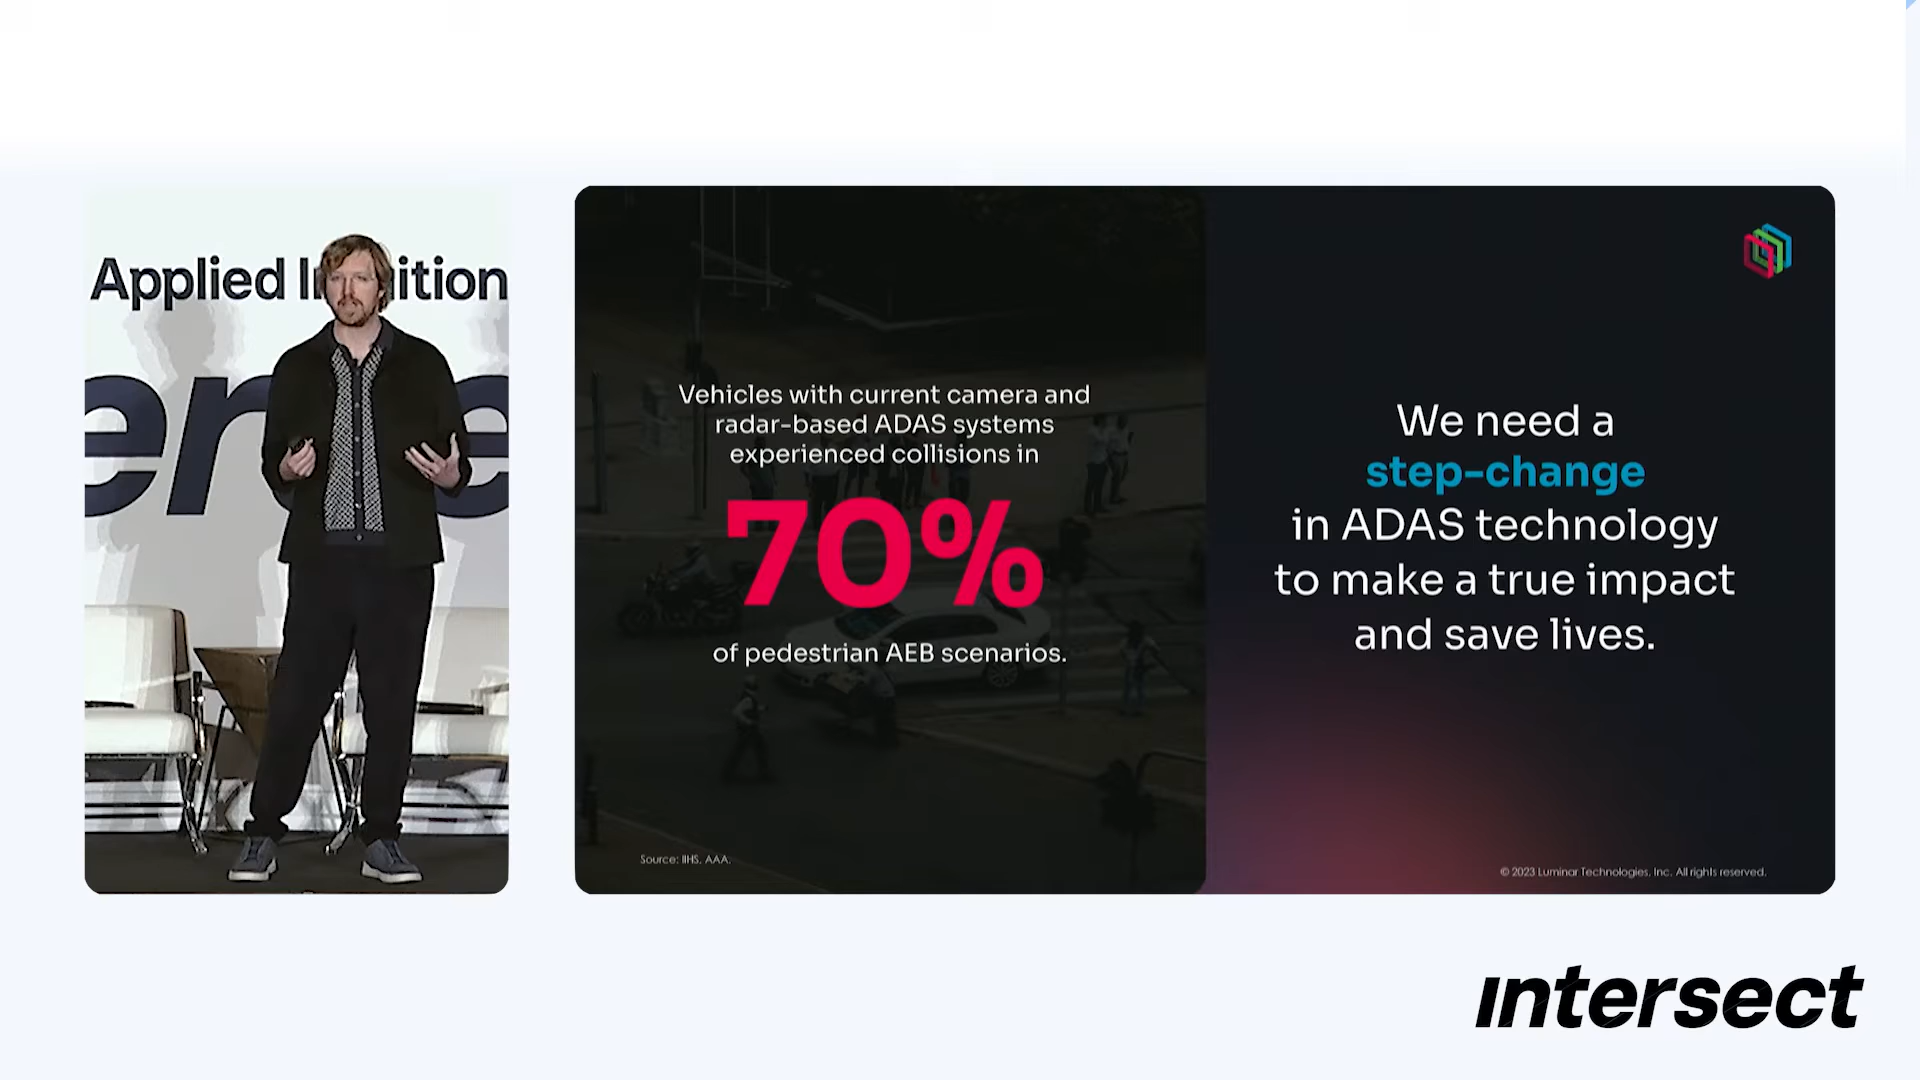 Applied Intuition
Vehicles with current camera and
radar-based ADAS systems
experienced collisions in
70%
of pedestrian AEB scenarios.
Source: IIHS, AAA.
We need a
step-change
in ADAS technology
to make a true impact
and save lives.
© 2023 Luminar Technologies, Inc. All rights reserved.
intersect